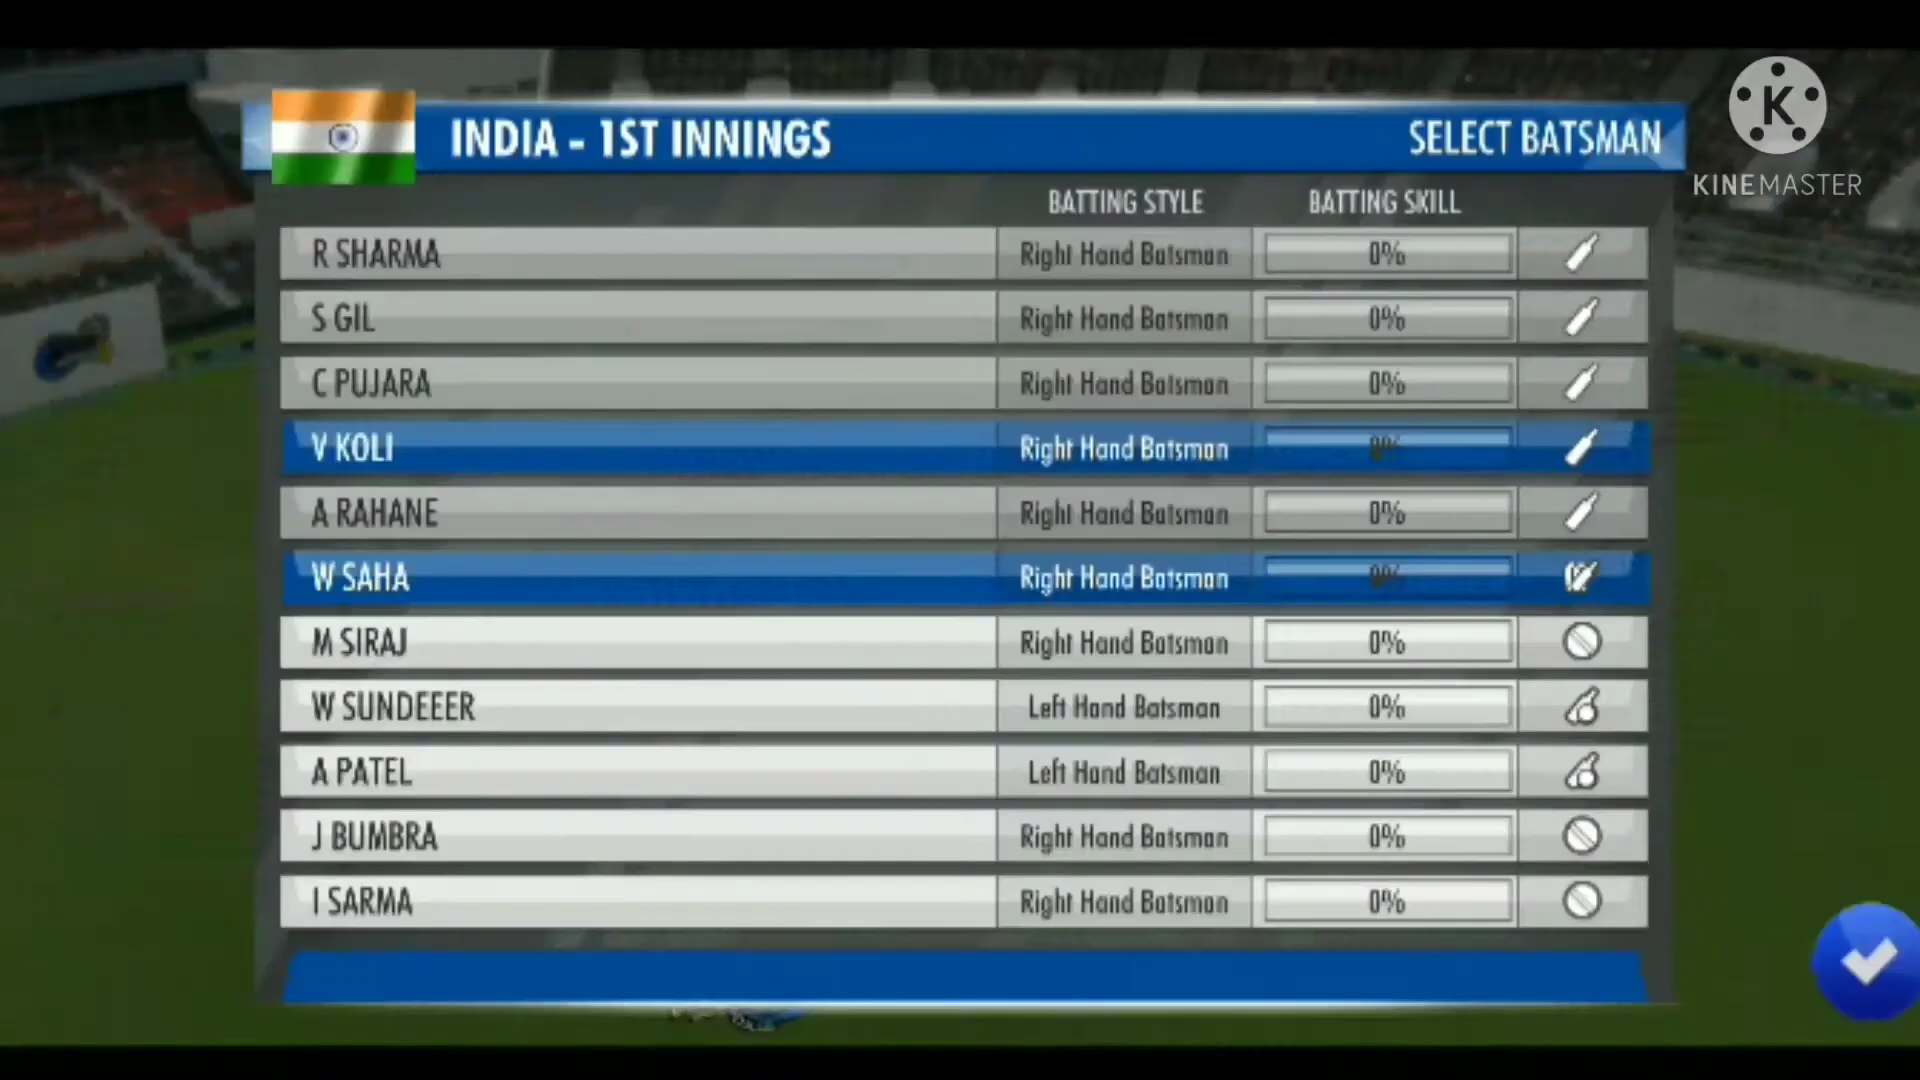 INDIA - 1ST INNINGS SELECT BATSMAN
K
KINEMASTER
BATTING STYLE BATTING SKILL
R SHARMA Right Hand Batsman 0%
S GIL Right Hand Batsman 0%
C PUJARA Right Hand Batsman 0%
V KOLI Right Hand Batsman 0%
A RAHANE Right Hand Batsman 0%
W SAHA Right Hand Batsman 0%
M SIRAJ Right Hand Batsman 0%
W SUNDEEER Left Hand Batsman 0%
A PATEL Left Hand Batsman 0%
J BUMBRA Right Hand Batsman 0%
I SARMA Right Hand Batsman 0%